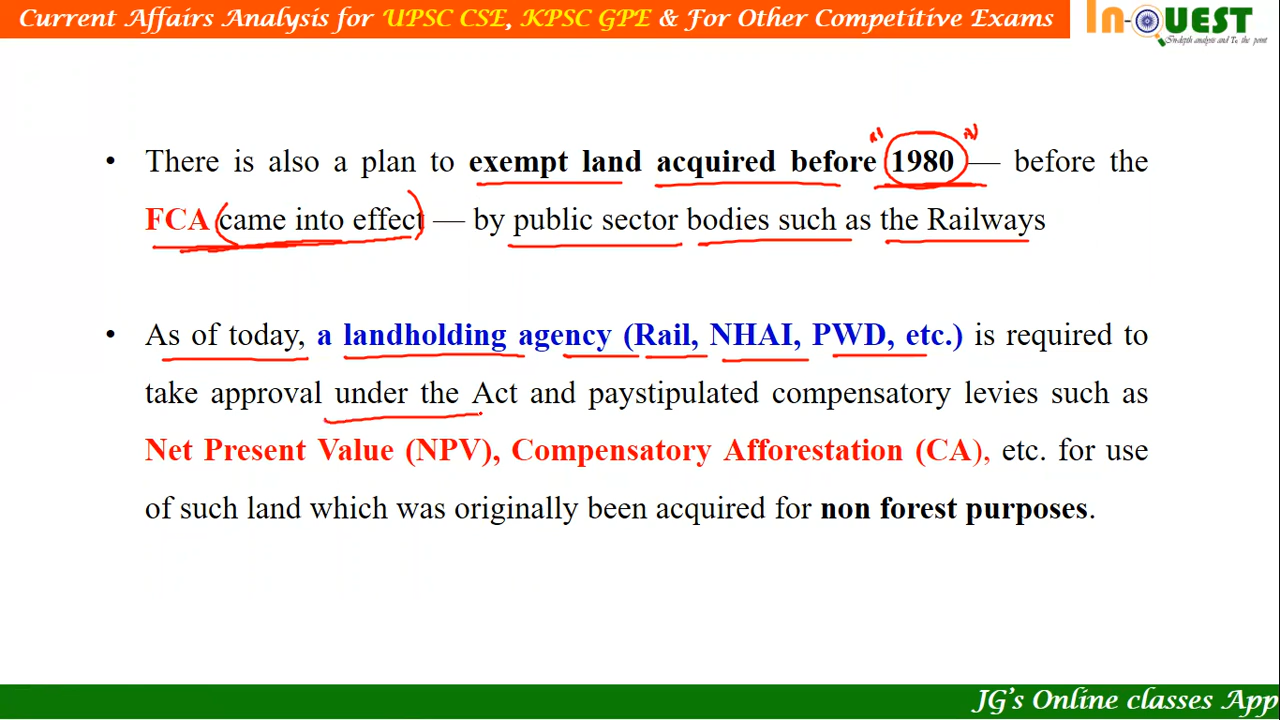 Current Affairs Analysis for UPSC CSE, KPSC GPE & For Other Competitive Exams
In-QUEST
In-depth analysis and To the point
• There is also a plan to exempt land acquired before 1980 — before the
FCA (came into effect) — by public sector bodies such as the Railways
• As of today, a landholding agency (Rail, NHAI, PWD, etc.) is required to
take approval under the Act and paystipulated compensatory levies such as
Net Present Value (NPV), Compensatory Afforestation (CA), etc. for use
of such land which was originally been acquired for non forest purposes.
JG's Online classes App